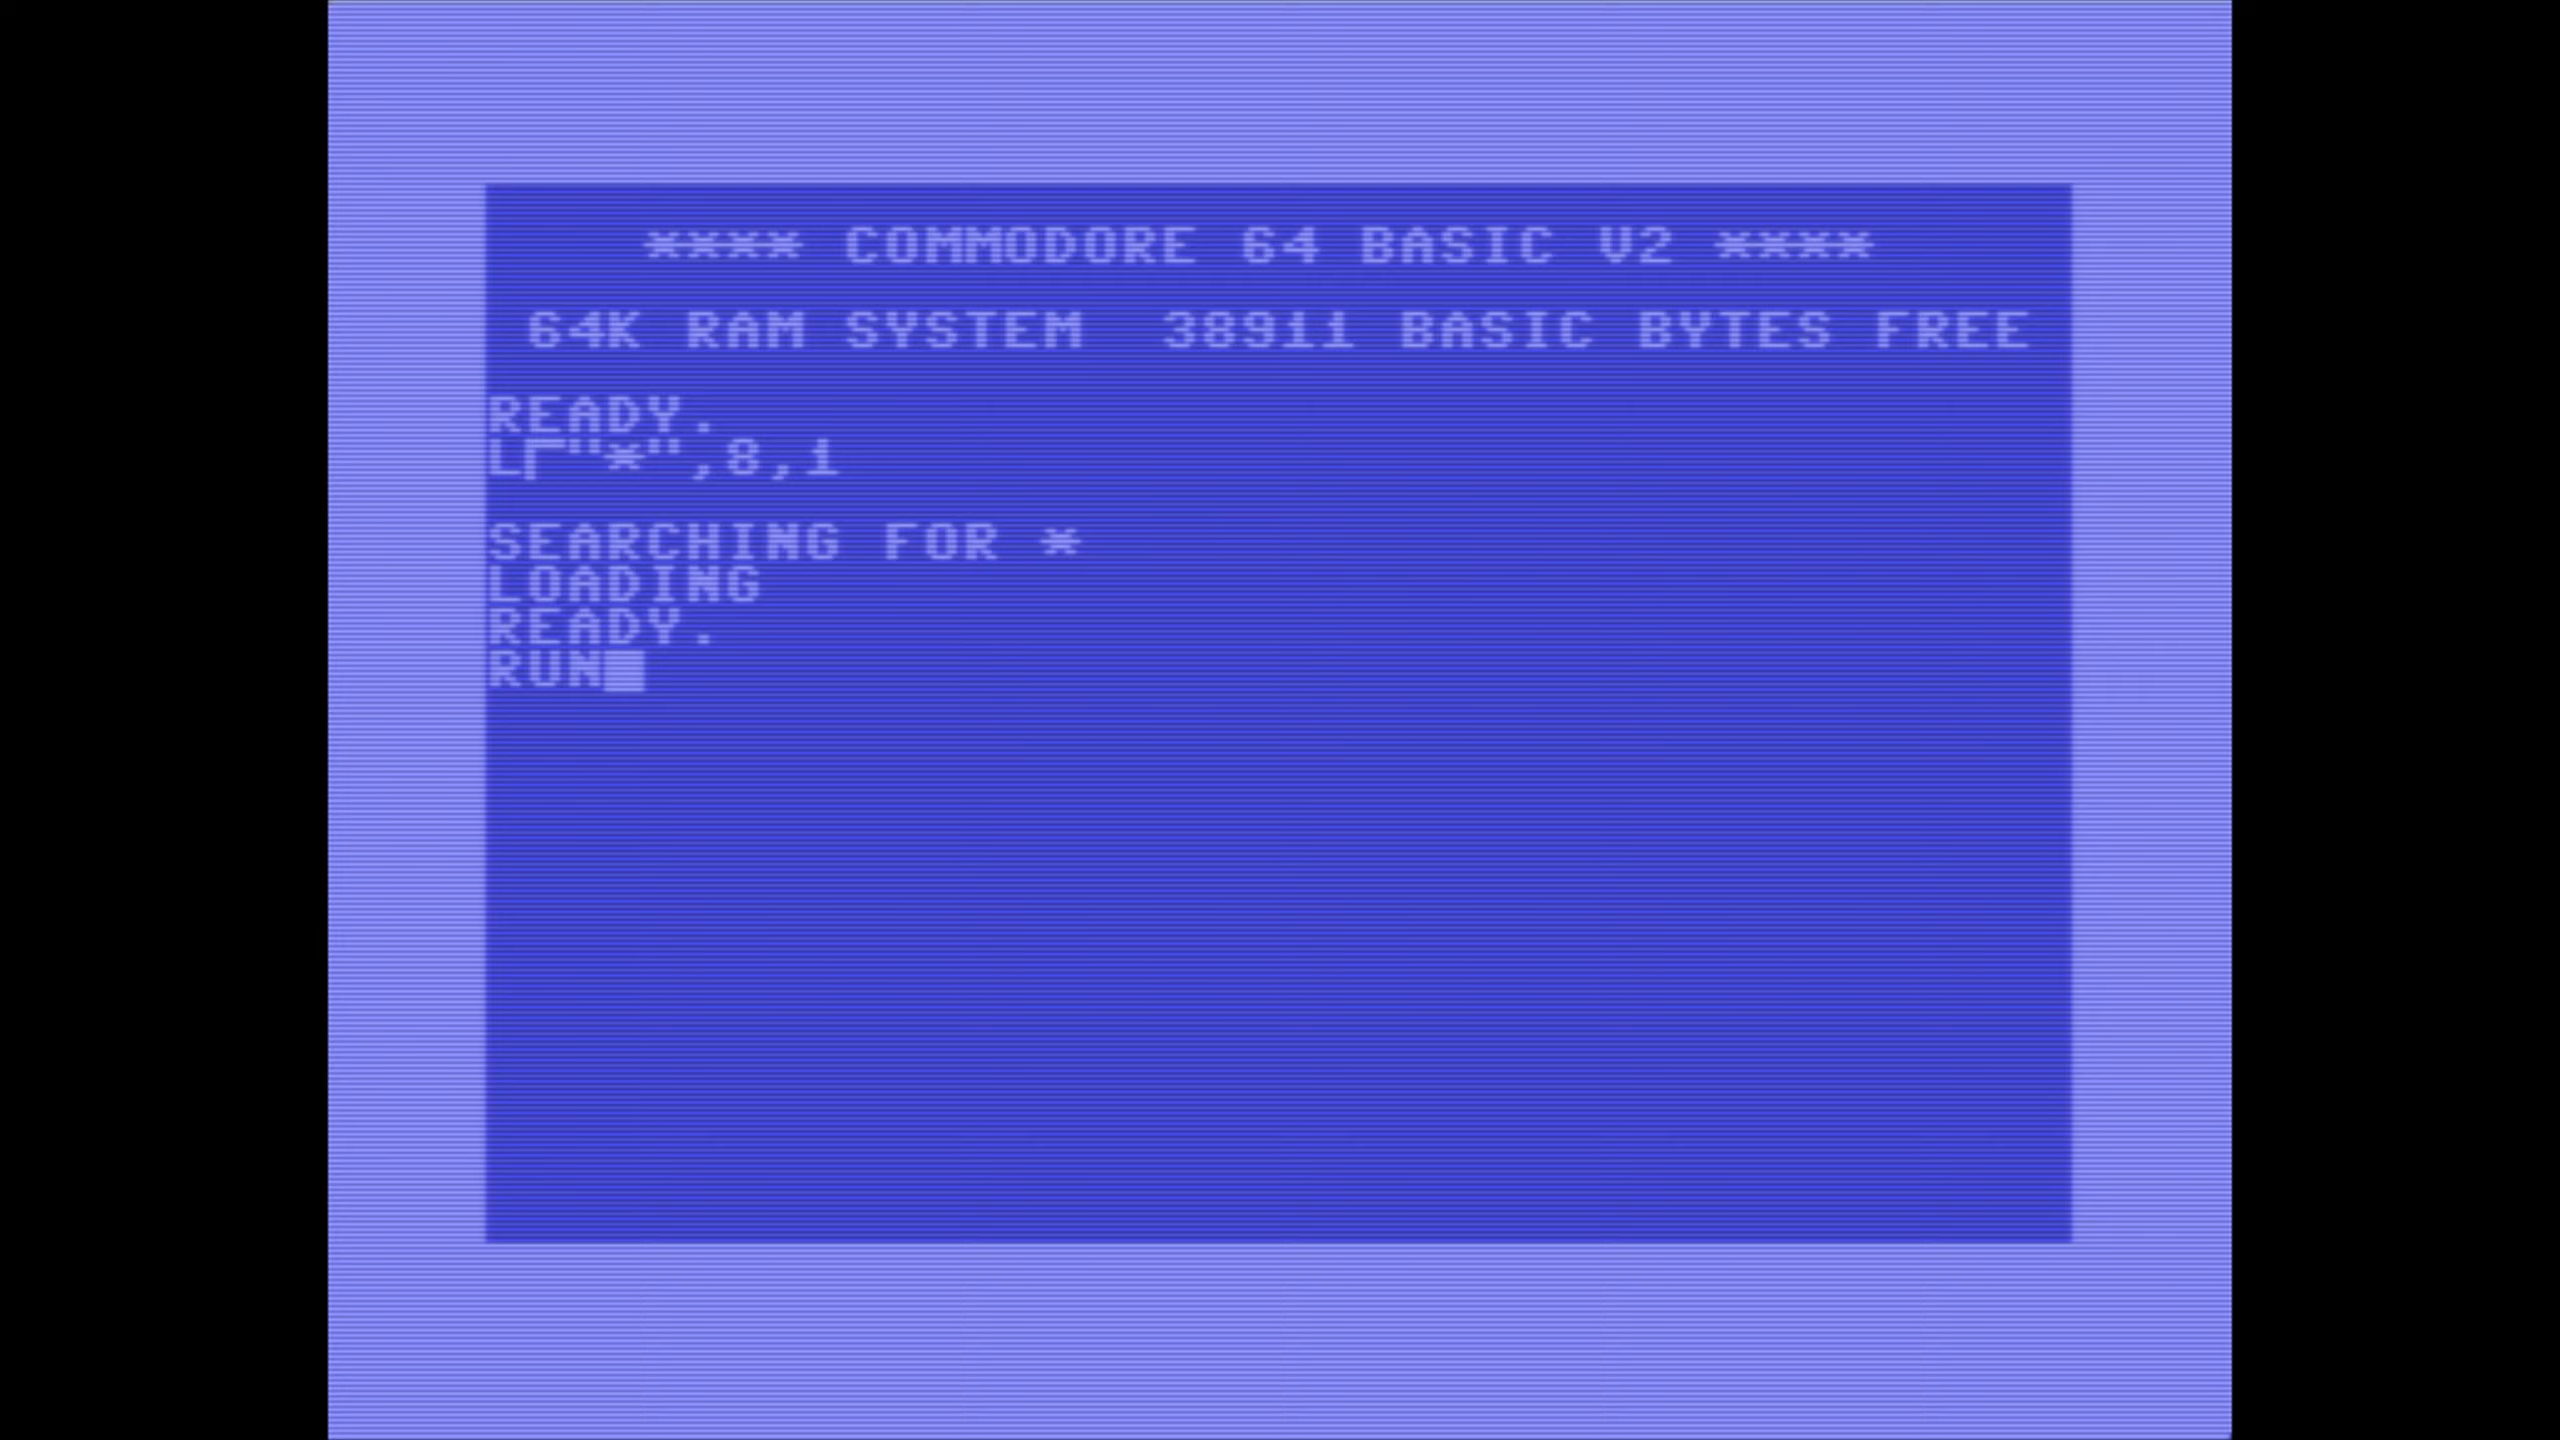 **** COMMODORE 64 BASIC V2 ****
64K RAM SYSTEM  38911 BASIC BYTES FREE
READY.
L┌"*",8,1
SEARCHING FOR *
LOADING
READY.
RUN